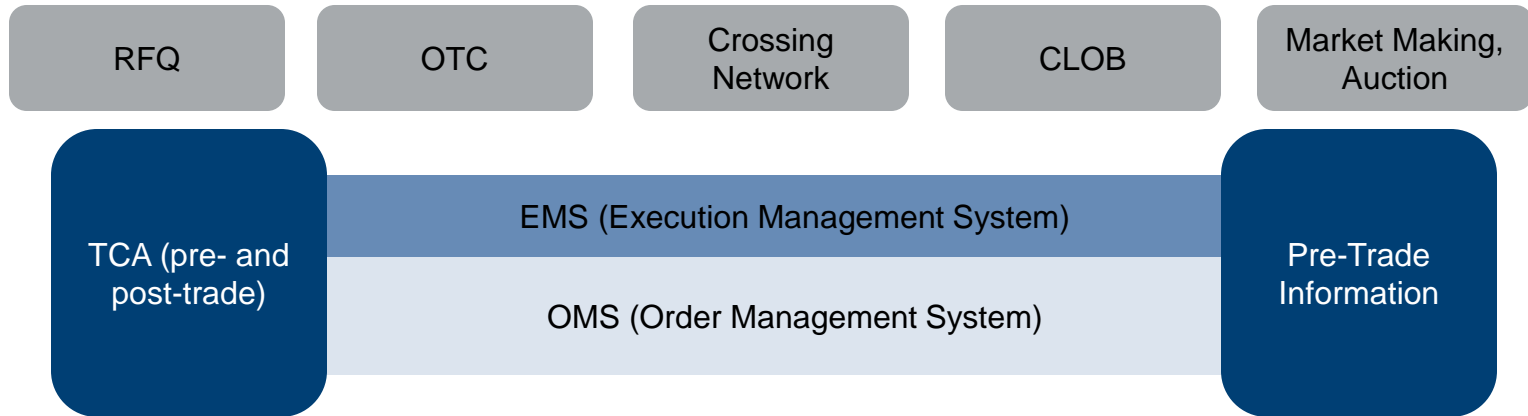 RFQ
OTC
Crossing
Network
CLOB
Market Making,
Auction
TCA (pre- and
post-trade)
EMS (Execution Management System)
OMS (Order Management System)
Pre-Trade
Information